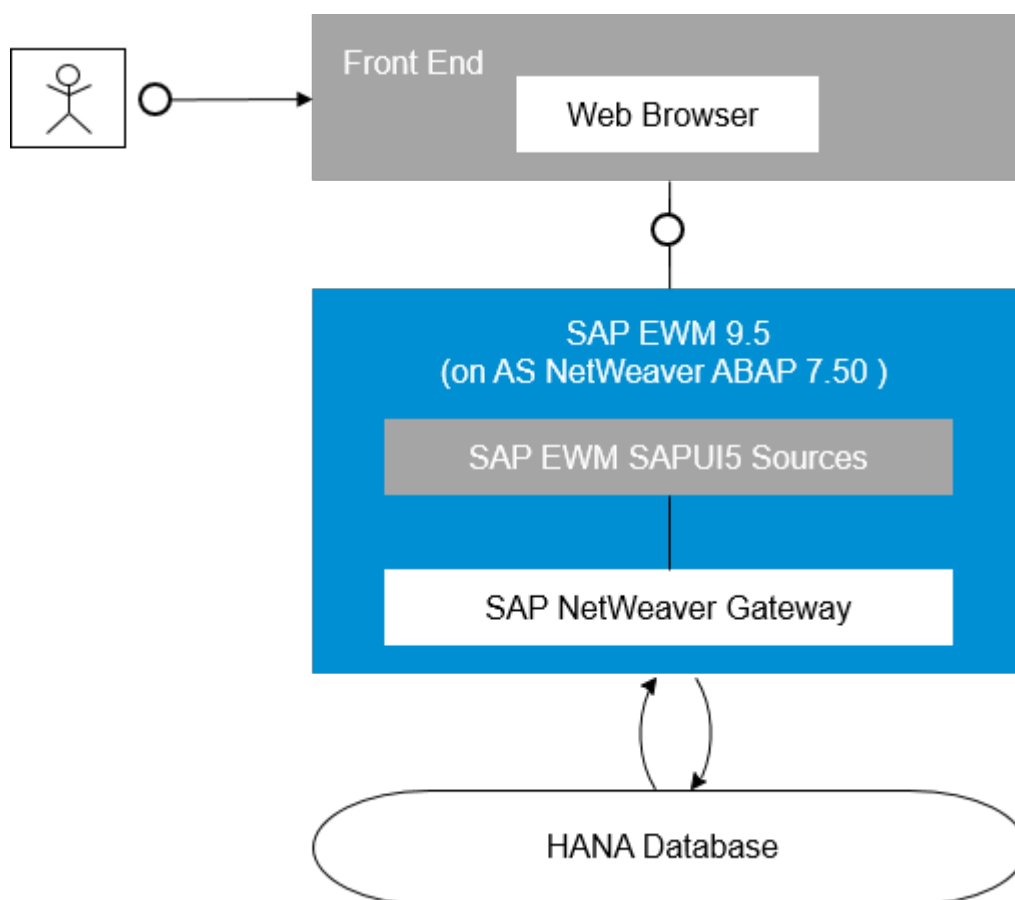 Front End
Web Browser
SAP EWM 9.5
(on AS NetWeaver ABAP 7.50 )
SAP EWM SAPUI5 Sources
SAP NetWeaver Gateway
HANA Database